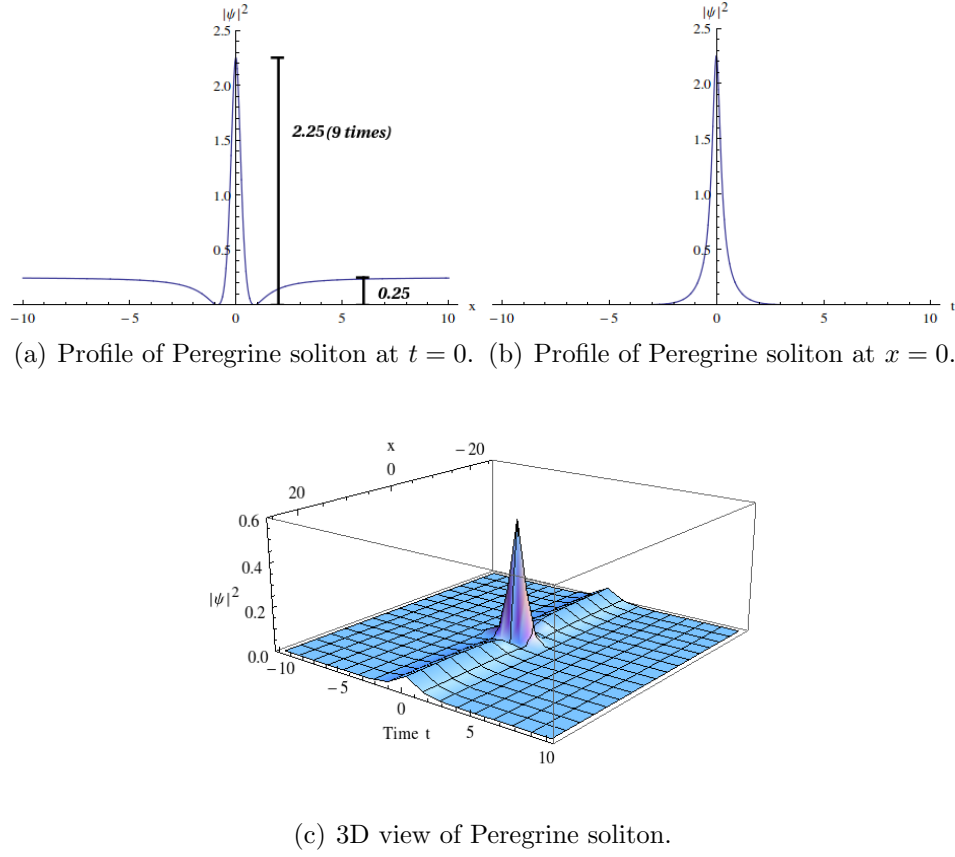 |ψ|²
2.5
2.0
1.5
1.0
0.5
2.25(9 times)
0.25
−10 −5 0 5 10 x
|ψ|²
2.5
2.0
1.5
1.0
0.5
−10 −5 0 5 10 t
(a) Profile of Peregrine soliton at t = 0. (b) Profile of Peregrine soliton at x = 0.
x
−20
0
20
0.6
0.4
|ψ|²
0.2
0.0
−10
−5
0
Time t
5
10
(c) 3D view of Peregrine soliton.